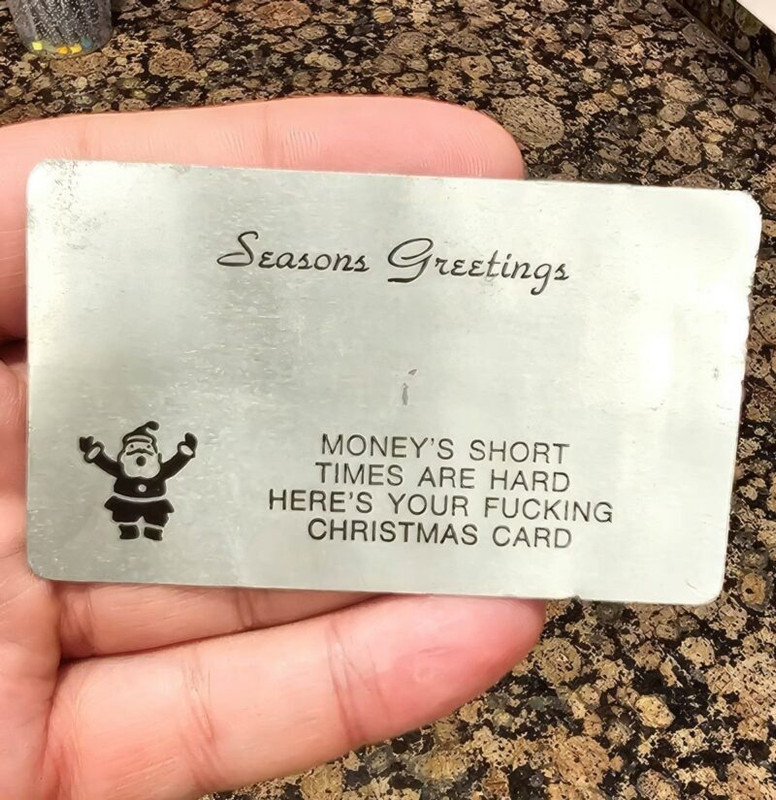 Seasons Greetings
MONEY'S SHORT
TIMES ARE HARD
HERE'S YOUR FUCKING
CHRISTMAS CARD